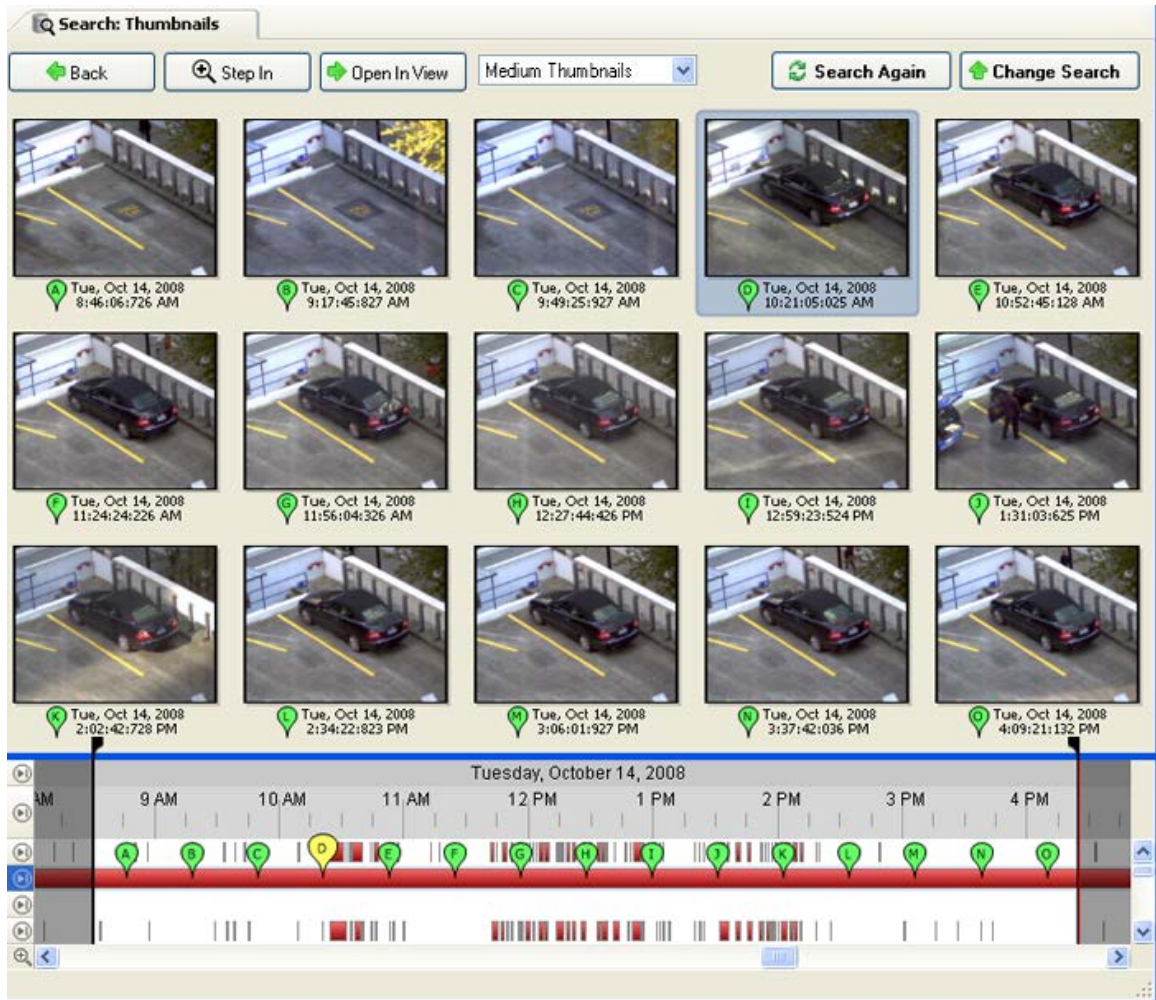 Search: Thumbnails
Back
Step In
Open In View
Medium Thumbnails
Search Again
Change Search
A Tue, Oct 14, 2008
8:46:06:726 AM
B Tue, Oct 14, 2008
9:17:45:827 AM
C Tue, Oct 14, 2008
9:49:25:927 AM
D Tue, Oct 14, 2008
10:21:05:025 AM
E Tue, Oct 14, 2008
10:52:45:128 AM
F Tue, Oct 14, 2008
11:24:24:226 AM
G Tue, Oct 14, 2008
11:56:04:326 AM
H Tue, Oct 14, 2008
12:27:44:426 PM
I Tue, Oct 14, 2008
12:59:23:524 PM
J Tue, Oct 14, 2008
1:31:03:625 PM
K Tue, Oct 14, 2008
2:02:42:728 PM
L Tue, Oct 14, 2008
2:34:22:823 PM
M Tue, Oct 14, 2008
3:06:01:927 PM
N Tue, Oct 14, 2008
3:37:42:036 PM
O Tue, Oct 14, 2008
4:09:21:132 PM
Tuesday, October 14, 2008
AM 9 AM 10 AM 11 AM 12 PM 1 PM 2 PM 3 PM 4 PM
A B C D E F G H I J K L M N O